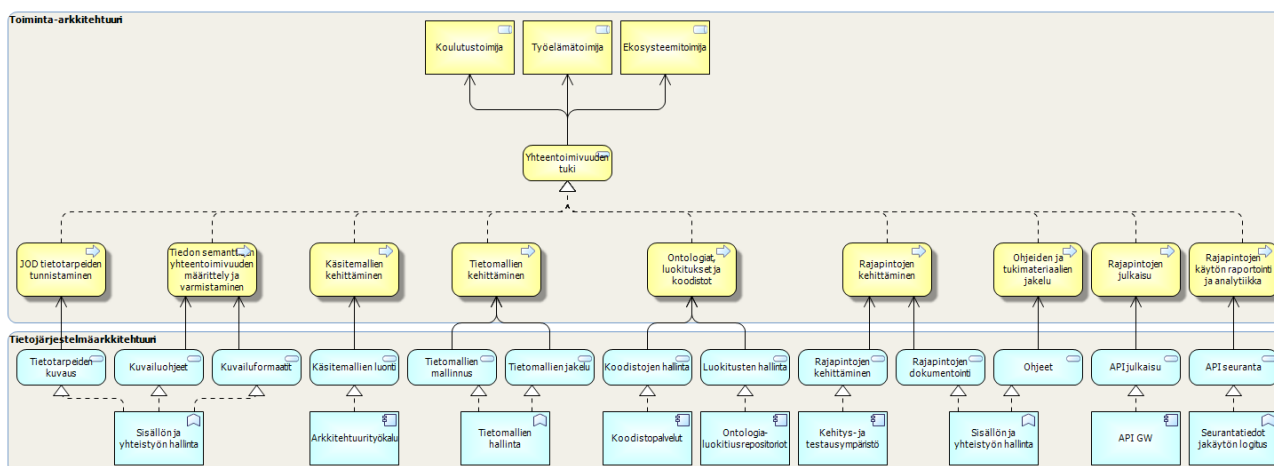 Toiminta-arkkitehtuuri
Koulutustoimija
Työelämätoimija
Ekosysteemitoimija
Yhteentoimivuuden
tuki
JOD tietotarpeiden
tunnistaminen
Tiedon semanttisen
yhteentoimivuuden
määrittely ja
varmistaminen
Käsitemallien
kehittäminen
Tietomallien
kehittäminen
Ontologiat,
luokitukset ja
koodistot
Rajapintojen
kehittäminen
Ohjeiden ja
tukimateriaalien
jakelu
Rajapintojen
julkaisu
Rajapintojen
käytön raportointi
ja analytiikka
Tietojärjestelmäarkkitehtuuri
Tietotarpeiden
kuvaus
Kuvailuohjeet
Kuvailuformaatit
Käsitemallien luonti
Tietomallien
mallinnus
Tietomallien jakelu
Koodistojen hallinta
Luokitusten hallinta
Rajapintojen
kehittäminen
Rajapintojen
dokumentointi
Ohjeet
API julkaisu
API seuranta
Sisällön ja
yhteistyön hallinta
Arkkitehtuurityökalu
Tietomallien
hallinta
Koodistopalvelut
Ontologia-
luokitiusrepositoriot
Kehitys- ja
testausympäristö
Sisällön ja
yhteistyön hallinta
API GW
Seurantatiedot
jakäytön logitus